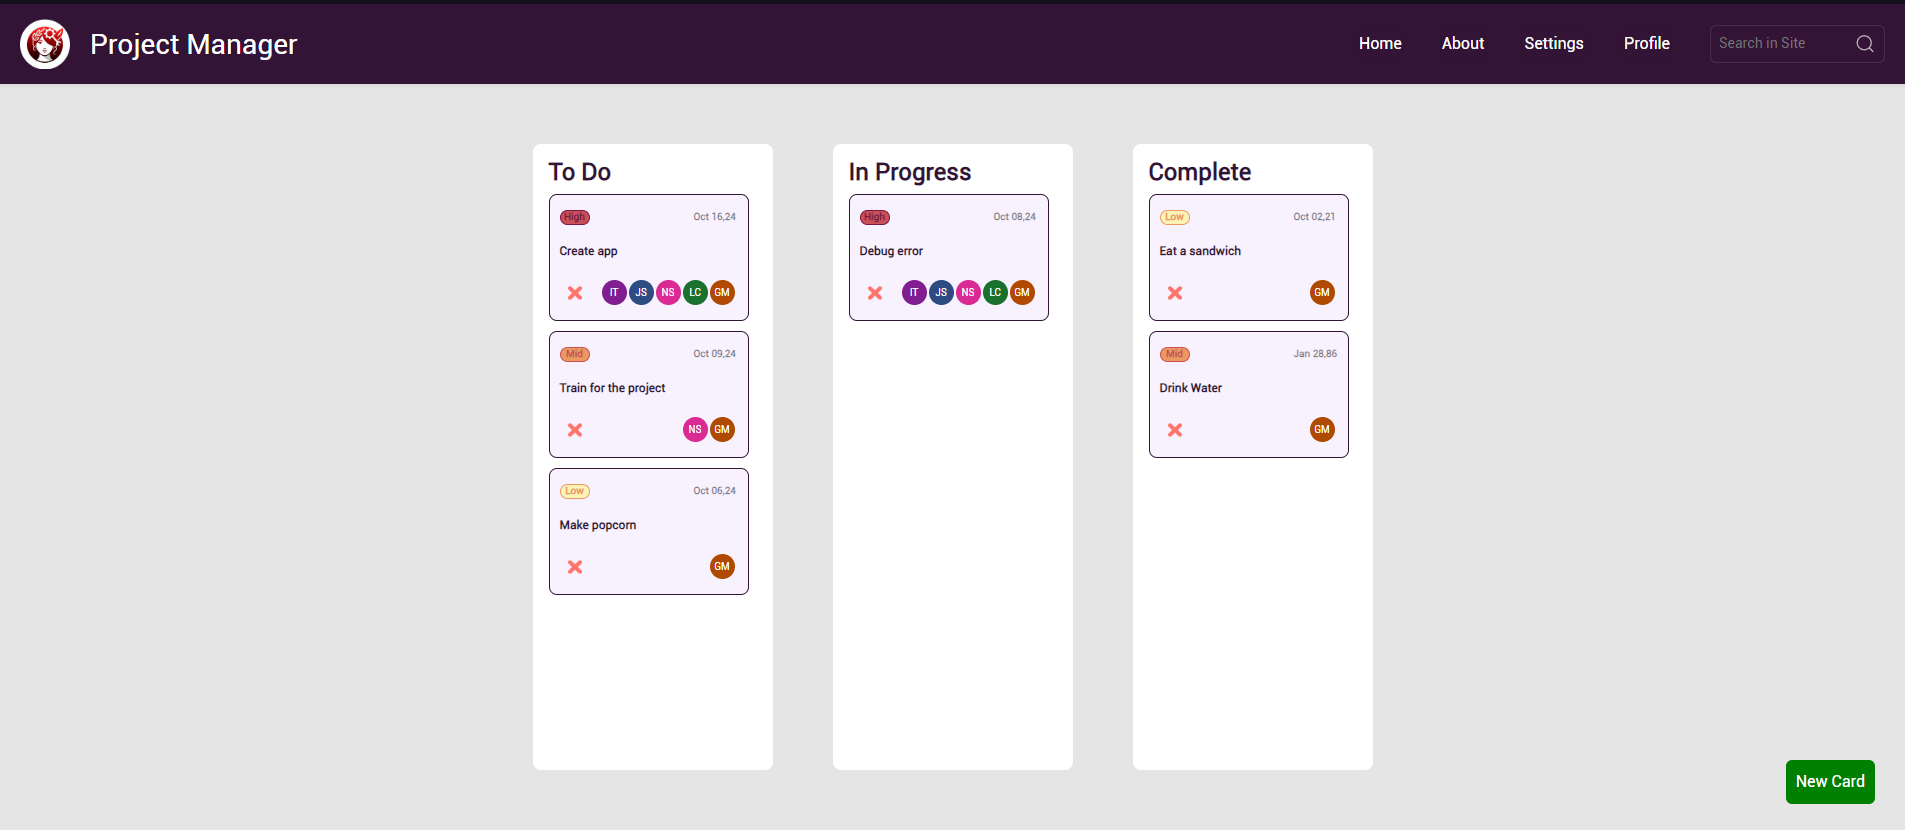 Project Manager
Home
About
Settings
Profile
Search in Site
To Do
High
Oct 16,24
Create app
IT
JS
NS
LC
GM
Mid
Oct 09,24
Train for the project
NS
GM
Low
Oct 06,24
Make popcorn
GM
In Progress
High
Oct 08,24
Debug error
IT
JS
NS
LC
GM
Complete
Low
Oct 02,21
Eat a sandwich
GM
Mid
Jan 28,86
Drink Water
GM
New Card